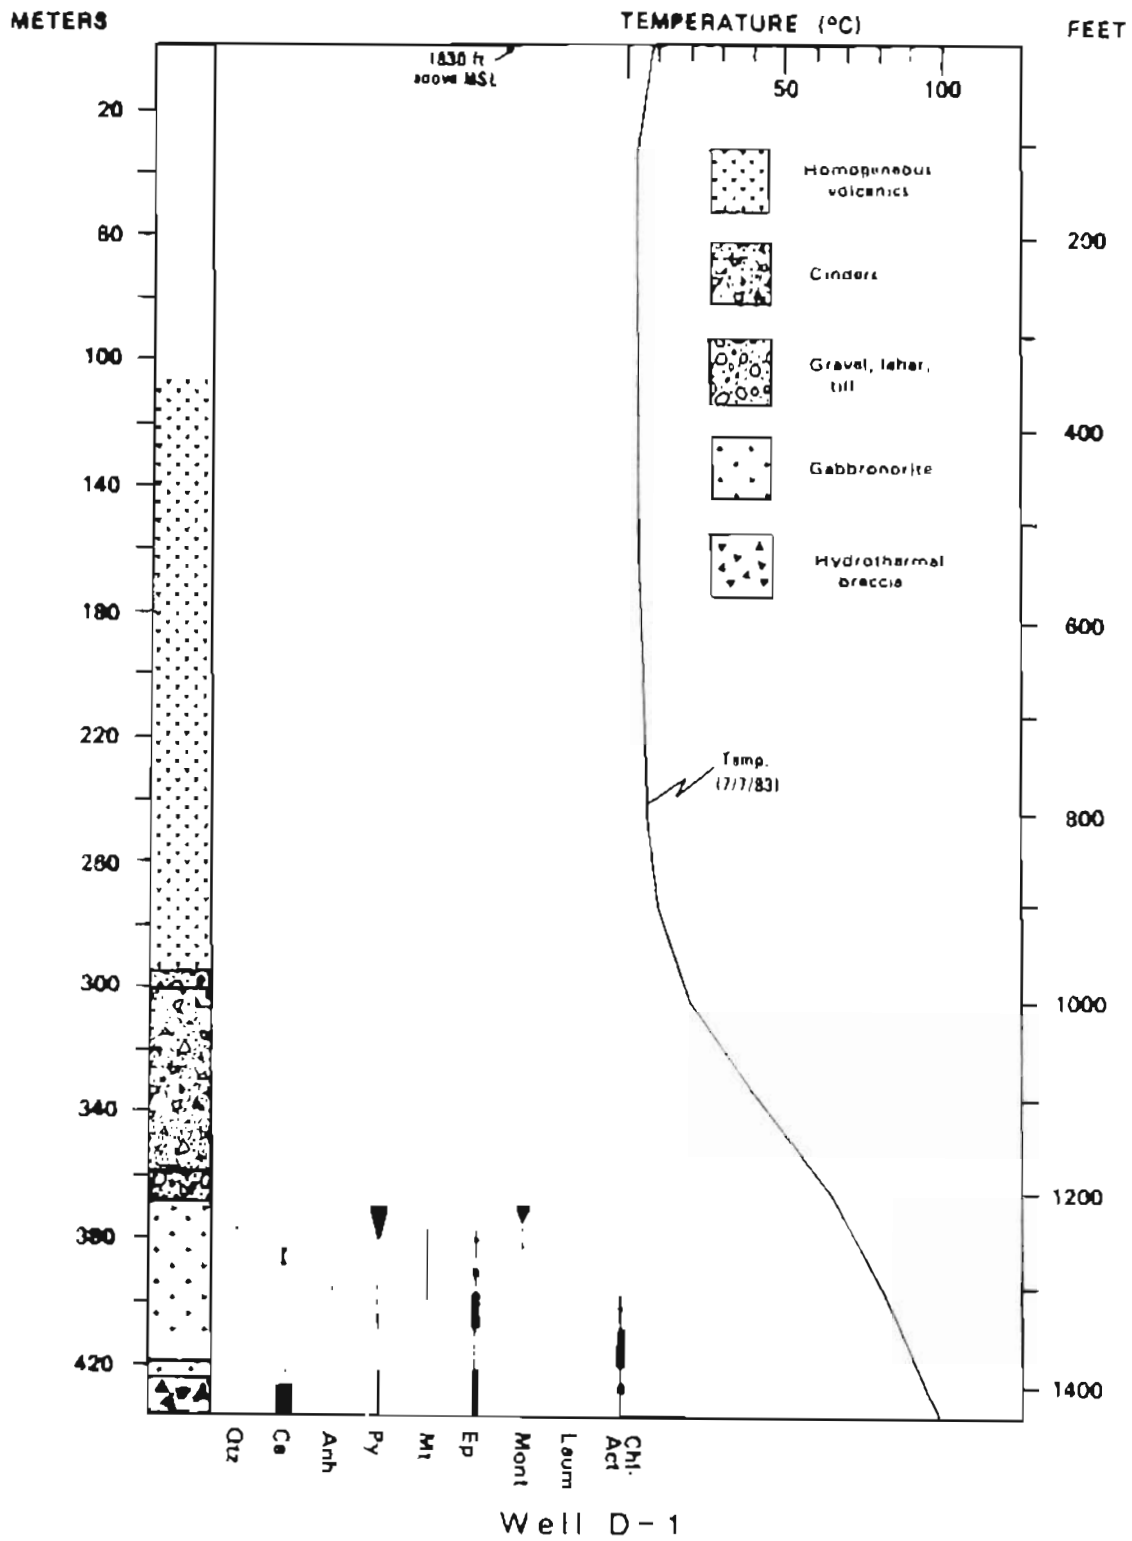 METERS
TEMPERATURE (°C)
FEET
1830 ft
above MSL
50
100
20
60
100
140
180
220
260
300
340
380
420
200
400
600
800
1000
1200
1400
Homogeneous
volcanics
Cinders
Gravel, lahar,
till
Gabbronorite
Hydrothermal
breccia
Temp.
(7/7/83)
Qtz
Ca
Anh
Py
Mt
Ep
Mont
Laum
Chl-
Act
Well D-1